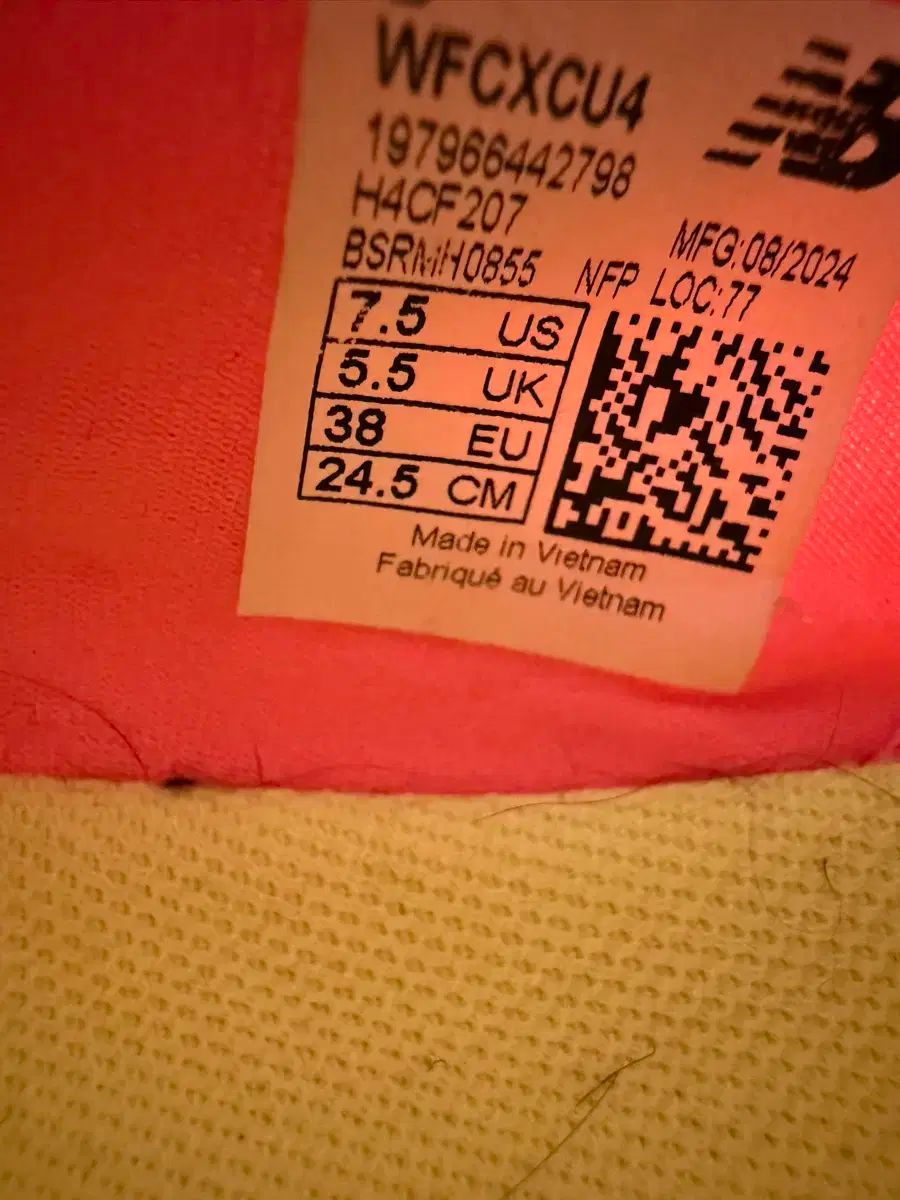 WFCXCU4
197966442798
H4CF207
BSRMH0855 NFP
MFG:08/2024
LOC:77
7.5 US
5.5 UK
38 EU
24.5 CM
Made in Vietnam
Fabriqué au Vietnam
NB